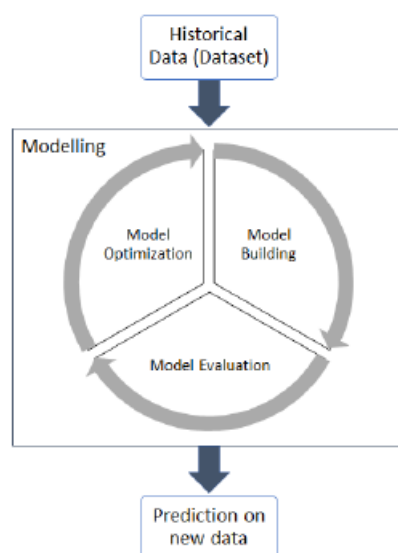 Historical
Data (Dataset)
Modelling
Model
Optimization
Model
Building
Model Evaluation
Prediction on
new data